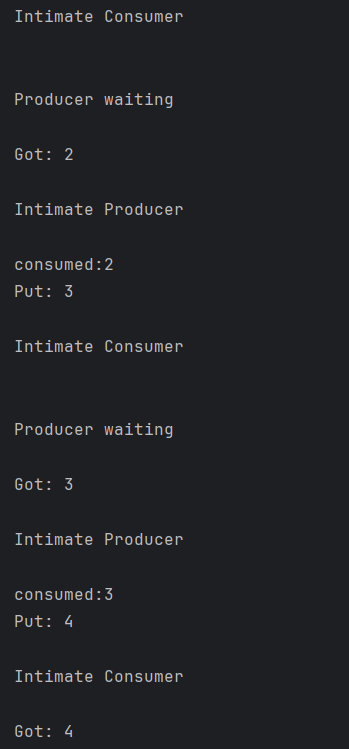 Intimate Consumer
Producer waiting
Got: 2
Intimate Producer
consumed:2
Put: 3
Intimate Consumer
Producer waiting
Got: 3
Intimate Producer
consumed:3
Put: 4
Intimate Consumer
Got: 4